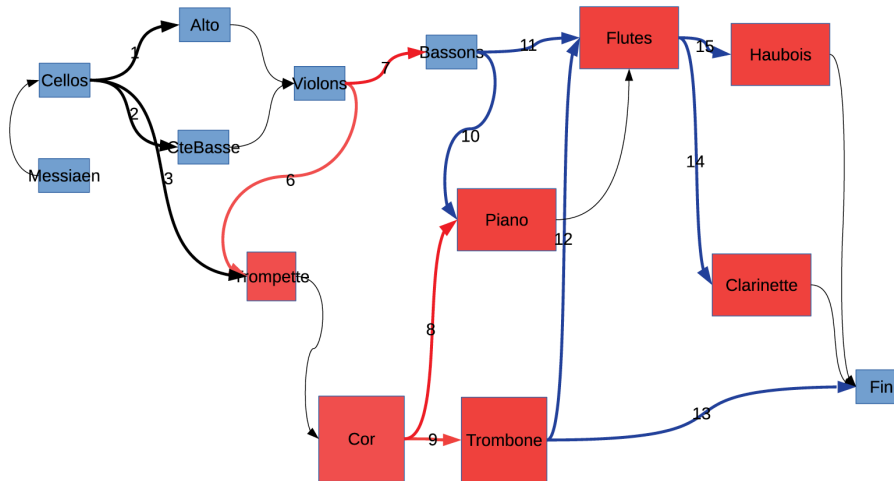 Alto
1
Cellos
2
CteBasse
3
Messiaen
Violons
6
7
Bassons
11
Flutes
15
Haubois
10
14
Piano
12
Trompette
Clarinette
8
Fin
13
Cor
9
Trombone